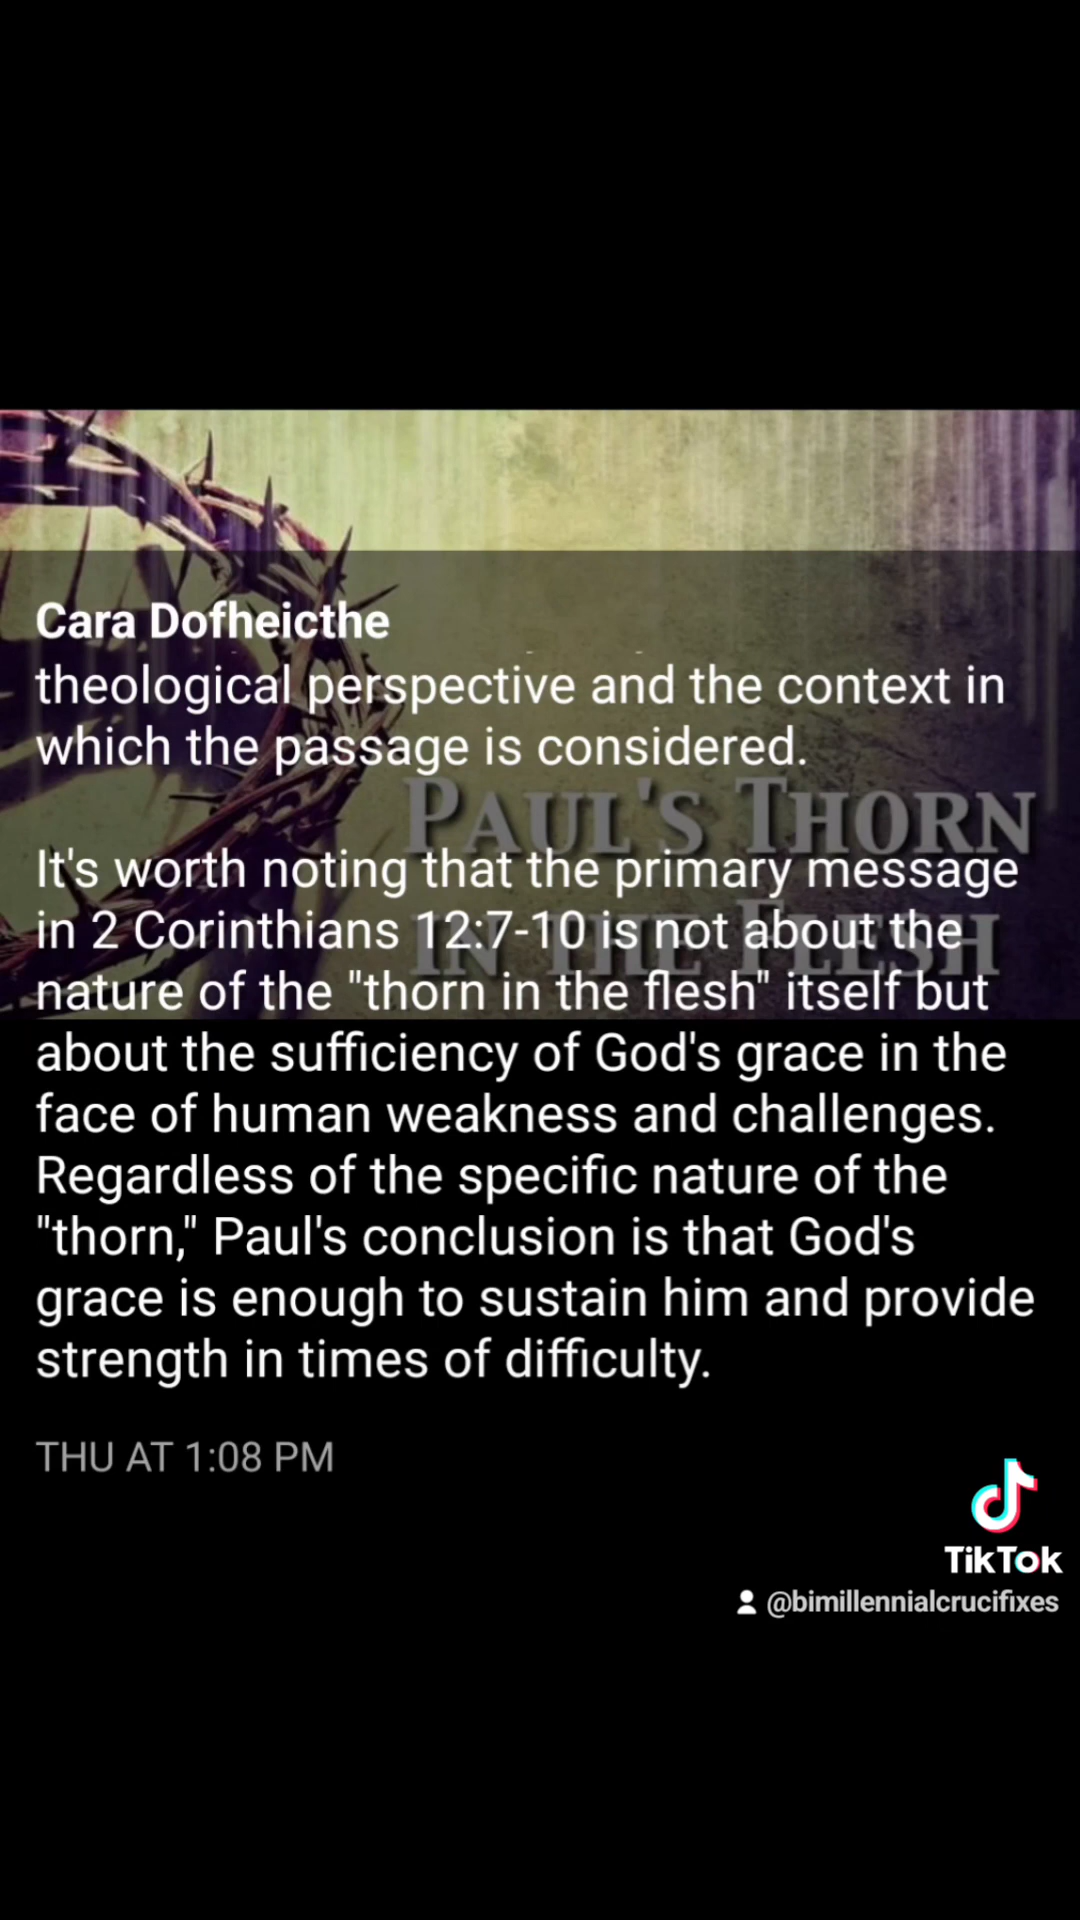 Cara Dofheicthe
theological perspective and the context in
which the passage is considered.
PAUL'S THORN
IN THE FLESH
It's worth noting that the primary message
in 2 Corinthians 12:7-10 is not about the
nature of the "thorn in the flesh" itself but
about the sufficiency of God's grace in the
face of human weakness and challenges.
Regardless of the specific nature of the
"thorn," Paul's conclusion is that God's
grace is enough to sustain him and provide
strength in times of difficulty.
THU AT 1:08 PM
TikTok
@bimillennialcrucifixes